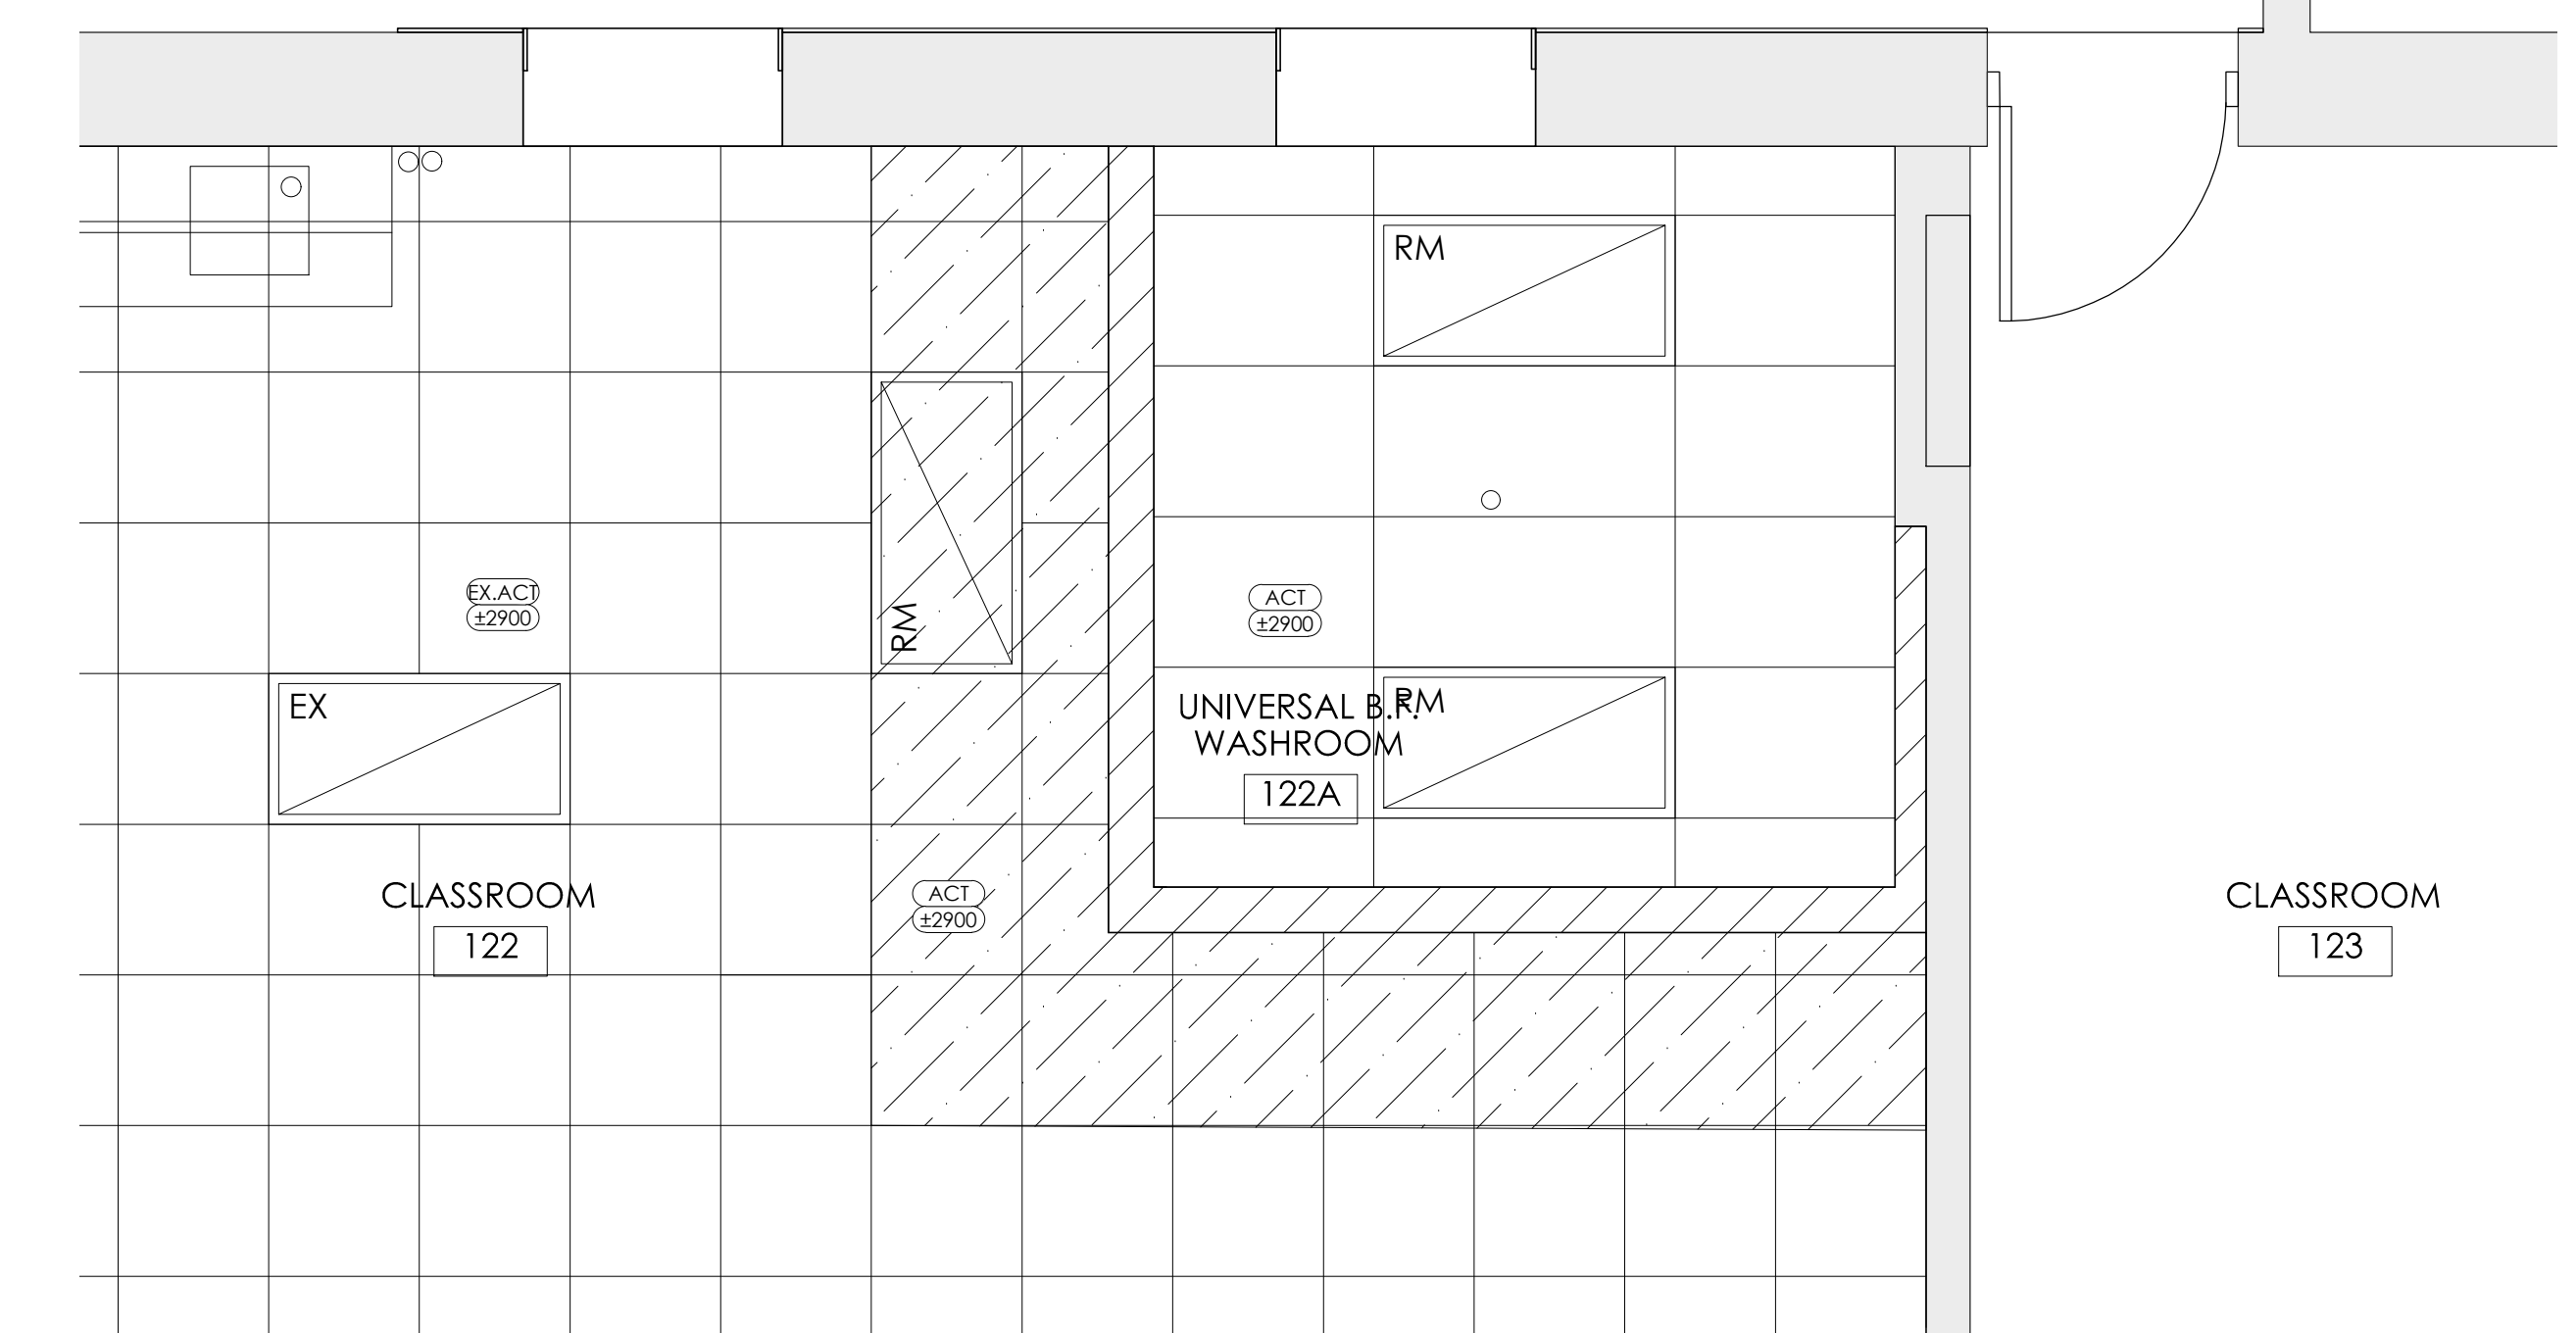 RM
EX.ACT
±2900
RM
ACT
±2900
EX
UNIVERSAL B.F.
WASHROOM
122A
RM
CLASSROOM
122
ACT
±2900
CLASSROOM
123